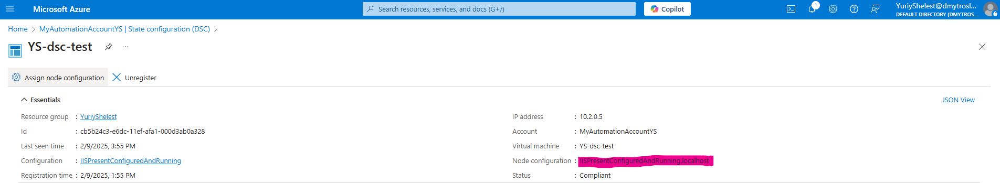 Microsoft Azure
Search resources, services, and docs (G+/)
Copilot
1
YuriyShelest@dmytrosl...
DEFAULT DIRECTORY (DMYTROS...
Home > MyAutomationAccountYS | State configuration (DSC) >
YS-dsc-test
Assign node configuration
Unregister
Essentials
JSON View
Resource group : YuriyShelest
Id : cb5b24c3-e6dc-11ef-afa1-000d3ab0a328
Last seen time : 2/9/2025, 3:55 PM
Configuration : IISPresentConfiguredAndRunning
Registration time : 2/9/2025, 1:55 PM
IP address : 10.2.0.5
Account : MyAutomationAccountYS
Virtual machine : YS-dsc-test
Node configuration : IISPresentConfiguredAndRunning.localhost
Status : Compliant